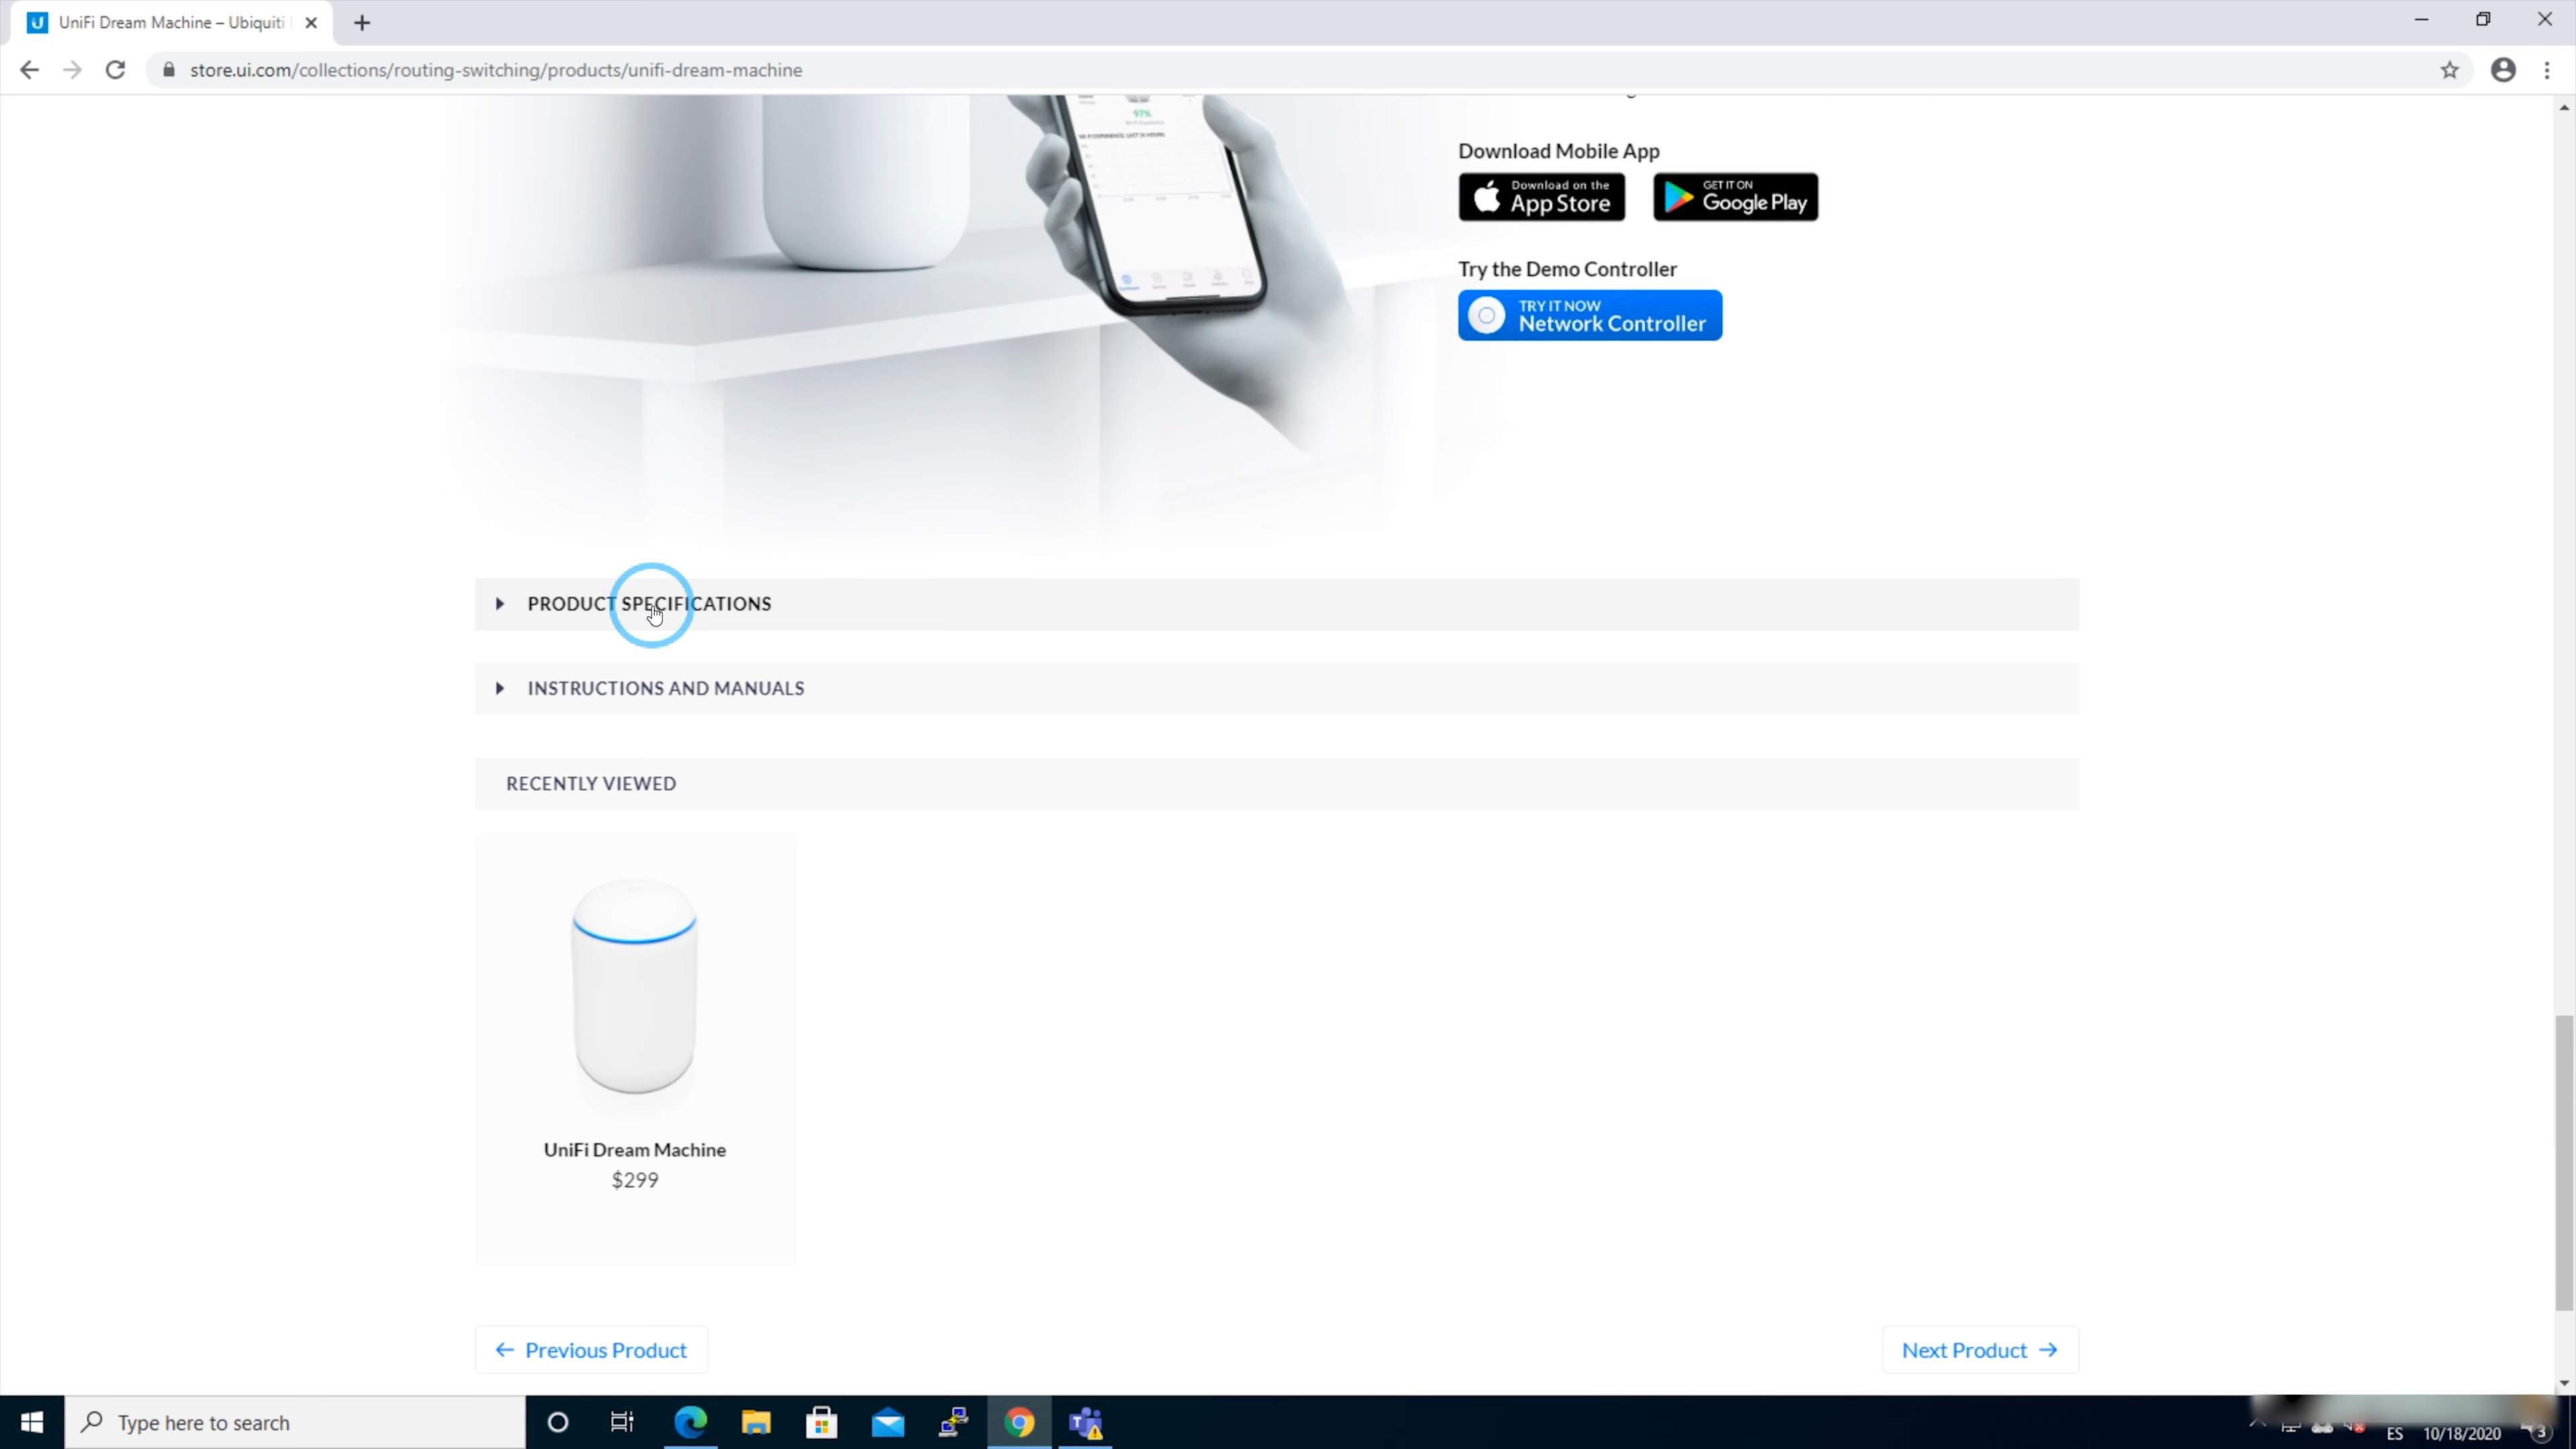 UniFi Dream Machine – Ubiquiti
store.ui.com/collections/routing-switching/products/unifi-dream-machine
97%
Download Mobile App
Download on the
App Store
GET IT ON
Google Play
Try the Demo Controller
TRY IT NOW
Network Controller
PRODUCT SPECIFICATIONS
INSTRUCTIONS AND MANUALS
RECENTLY VIEWED
UniFi Dream Machine
$299
← Previous Product
Next Product →
Type here to search
ES
10/18/2020
3